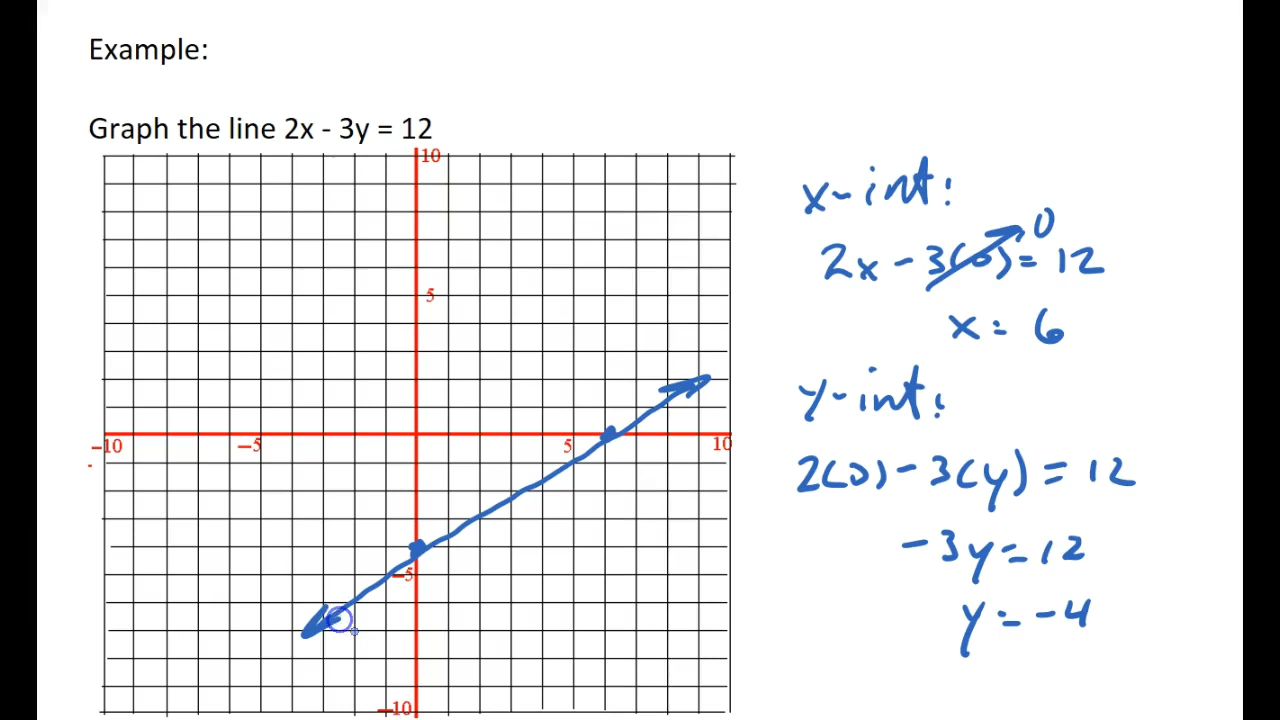 Example:
Graph the line 2x - 3y = 12
10
5
-10
-5
5
10
-5
-10
x-int:
0
2x - 3(0) = 12
x = 6
y-int:
2(0) - 3(y) = 12
-3y = 12
y = -4